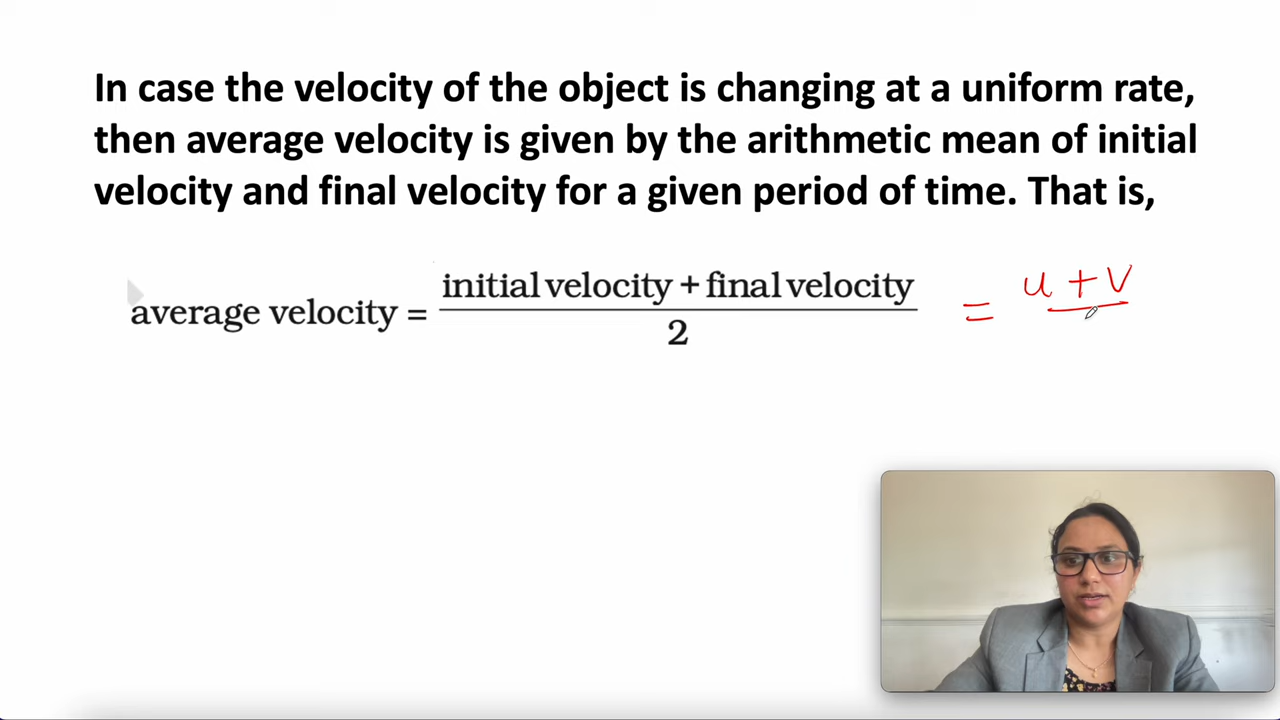 In case the velocity of the object is changing at a uniform rate,
then average velocity is given by the arithmetic mean of initial
velocity and final velocity for a given period of time. That is,
average velocity = initial velocity + final velocity = u + v
2